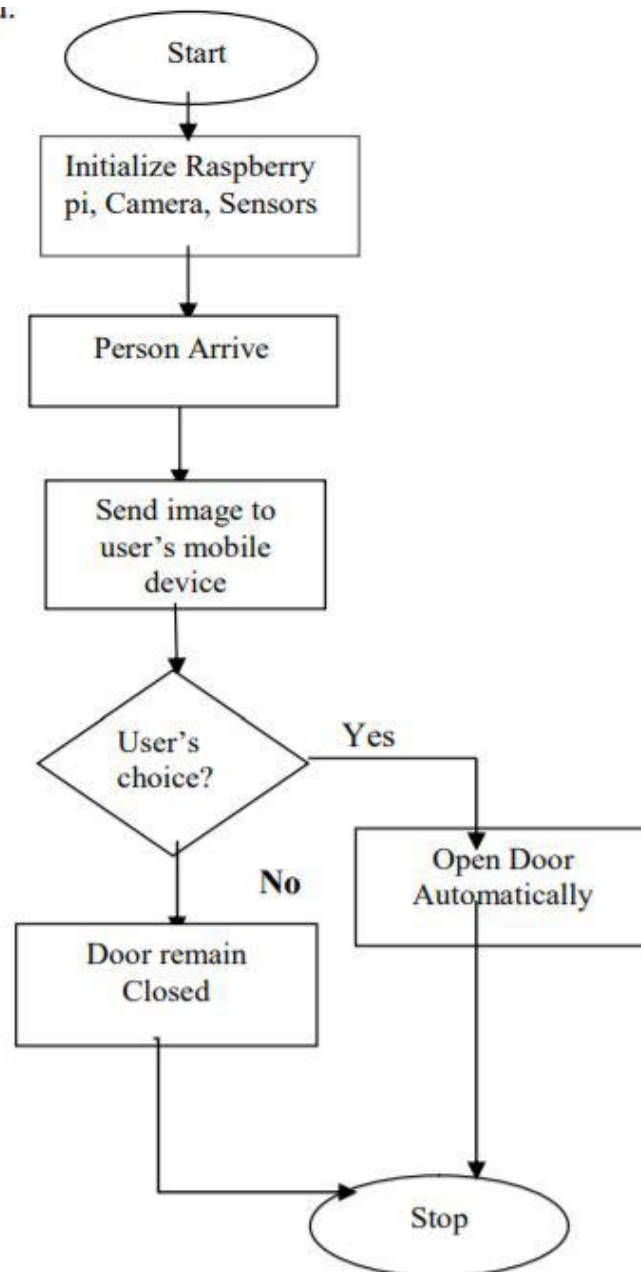 Start
Initialize Raspberry
pi, Camera, Sensors
Person Arrive
Send image to
user’s mobile
device
User’s
choice?
Yes
No
Open Door
Automatically
Door remain
Closed
Stop